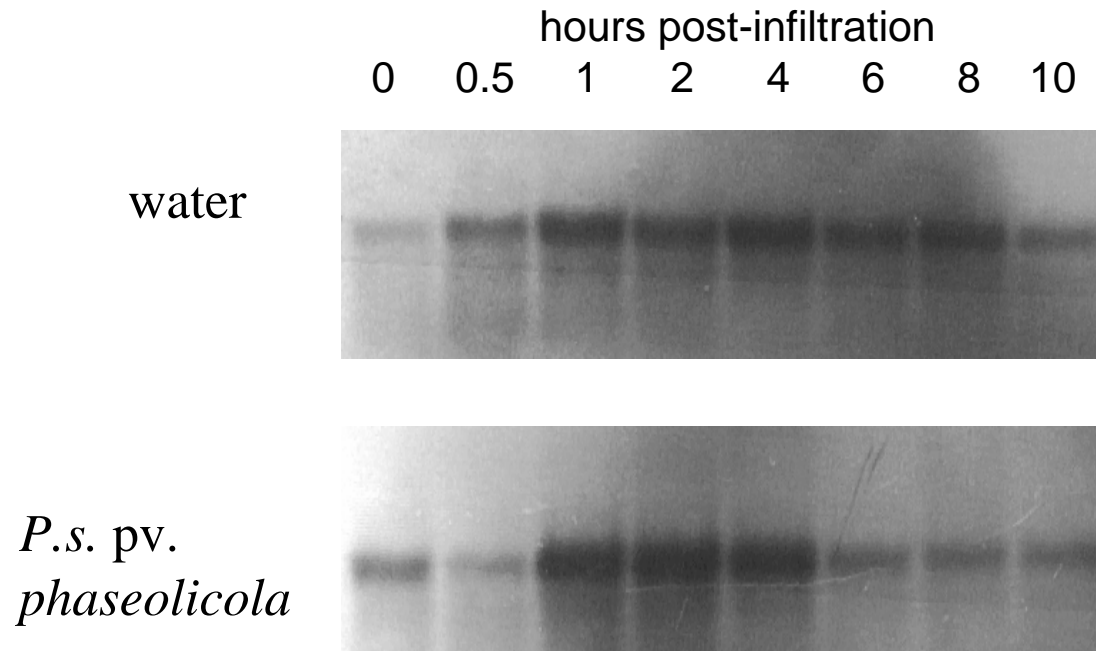 hours post-infiltration
0 0.5 1 2 4 6 8 10
water
P.s. pv.
phaseolicola